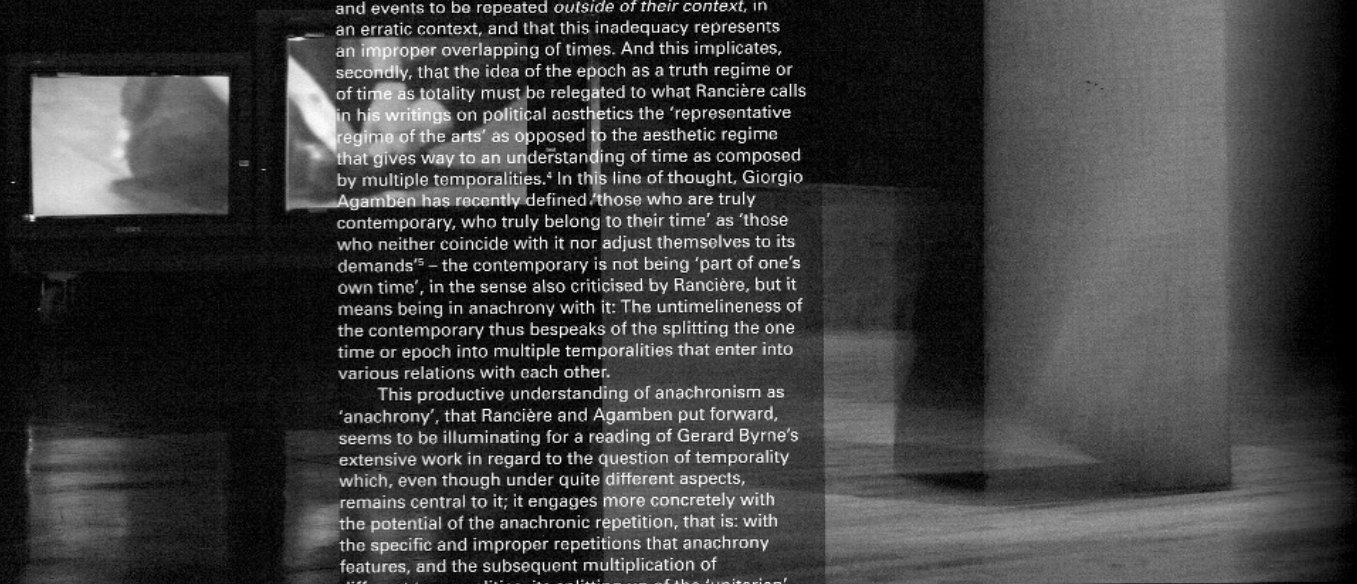 and events to be repeated outside of their context, in
an erratic context, and that this inadequacy represents
an improper overlapping of times. And this implicates,
secondly, that the idea of the epoch as a truth regime or
of time as totality must be relegated to what Rancière calls
in his writings on political aesthetics the ‘representative
regime of the arts’ as opposed to the aesthetic regime
that gives way to an understanding of time as composed
by multiple temporalities.⁴ In this line of thought, Giorgio
Agamben has recently defined ‘those who are truly
contemporary, who truly belong to their time’ as ‘those
who neither coincide with it nor adjust themselves to its
demands’⁵ – the contemporary is not being ‘part of one’s
own time’, in the sense also criticised by Rancière, but it
means being in anachrony with it: The untimelineness of
the contemporary thus bespeaks of the splitting the one
time or epoch into multiple temporalities that enter into
various relations with each other.
This productive understanding of anachronism as
‘anachrony’, that Rancière and Agamben put forward,
seems to be illuminating for a reading of Gerard Byrne’s
extensive work in regard to the question of temporality
which, even though under quite different aspects,
remains central to it; it engages more concretely with
the potential of the anachronic repetition, that is: with
the specific and improper repetitions that anachrony
features, and the subsequent multiplication of